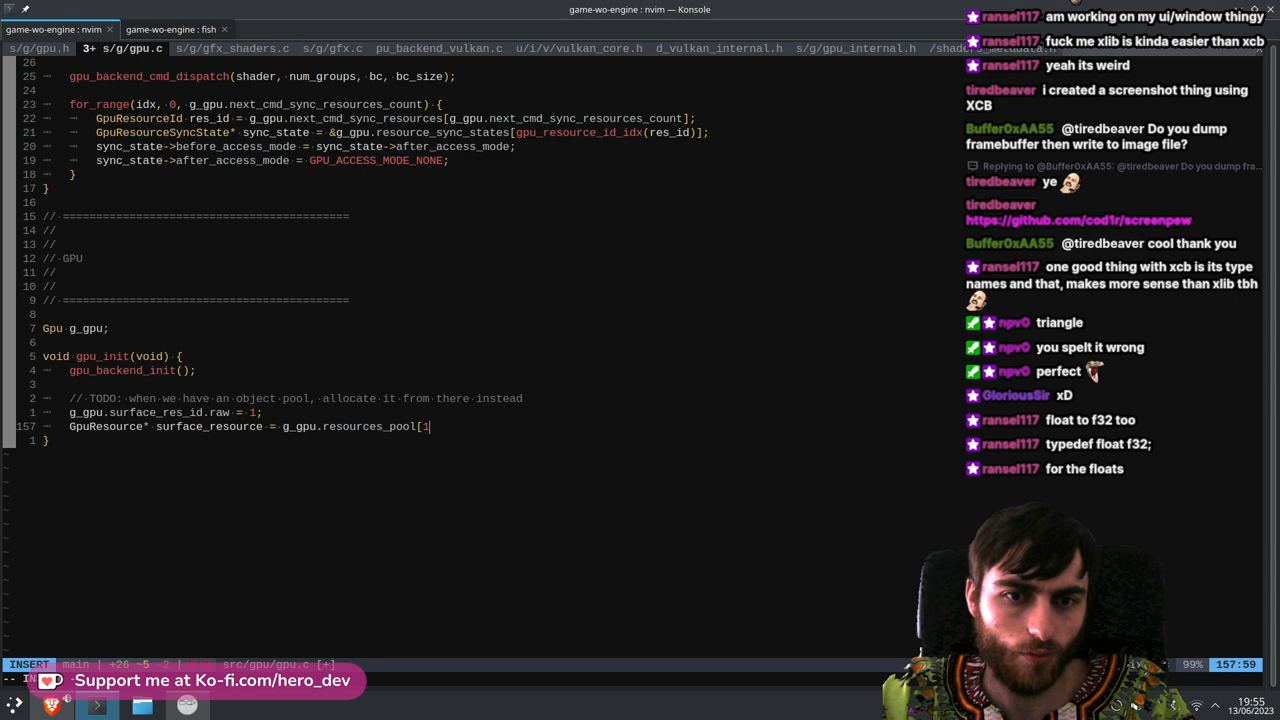 game-wo-engine : nvim — Konsole
game-wo-engine : nvim
game-wo-engine : fish
s/g/gpu.h
3+ s/g/gpu.c
s/g/gfx_shaders
s/g/gfx.c
pu_backend_vulkan.c
u/i/v/vulkan_core.h
d_vulkan_internal.h
s/g/gpu_internal.h
26
25 gpu_backend_cmd_dispatch(shader, num_groups, bc, bc_size);
24
23 for_range(idx, 0, g_gpu.next_cmd_sync_resources_count) {
22 GpuResourceId res_id = g_gpu.next_cmd_sync_resources[g_gpu.next_cmd_sync_resources_count];
21 GpuResourceSyncState* sync_state = &g_gpu.resource_sync_states[gpu_resource_id_idx(res_id)];
20 sync_state->before_access_mode = sync_state->after_access_mode;
19 sync_state->after_access_mode = GPU_ACCESS_MODE_NONE;
18 }
17 }
16
15 // ===========================================
14 //
13 //
12 // GPU
11 //
10 //
9 // ===========================================
8
7 Gpu g_gpu;
6
5 void gpu_init(void) {
4 gpu_backend_init();
3
2 // TODO: when we have an object pool, allocate it from there instead
1 g_gpu.surface_res_id.raw = 1;
157 GpuResource* surface_resource = g_gpu.resources_pool[1
1 }
INSERT main | +26 ~5 -2 | src/gpu/gpu.c [+]
99% 157:59
Support me at Ko-fi.com/hero_dev
19:55
13/06/2023
ransel117 am working on my ui/window thingy
ransel117 fuck me xlib is kinda easier than xcb
ransel117 yeah its weird
tiredbeaver i created a screenshot thing using
XCB
Buffer0xAA55 @tiredbeaver Do you dump
framebuffer then write to image file?
Replying to @Buffer0xAA55: @tiredbeaver Do you dump fra...
tiredbeaver ye
tiredbeaver
https://github.com/cod1r/screenpew
Buffer0xAA55 @tiredbeaver cool thank you
ransel117 one good thing with xcb is its type
names and that, makes more sense than xlib tbh
npv0 triangle
npv0 you spelt it wrong
npv0 perfect
GloriousSir xD
ransel117 float to f32 too
ransel117 typedef float f32;
ransel117 for the floats